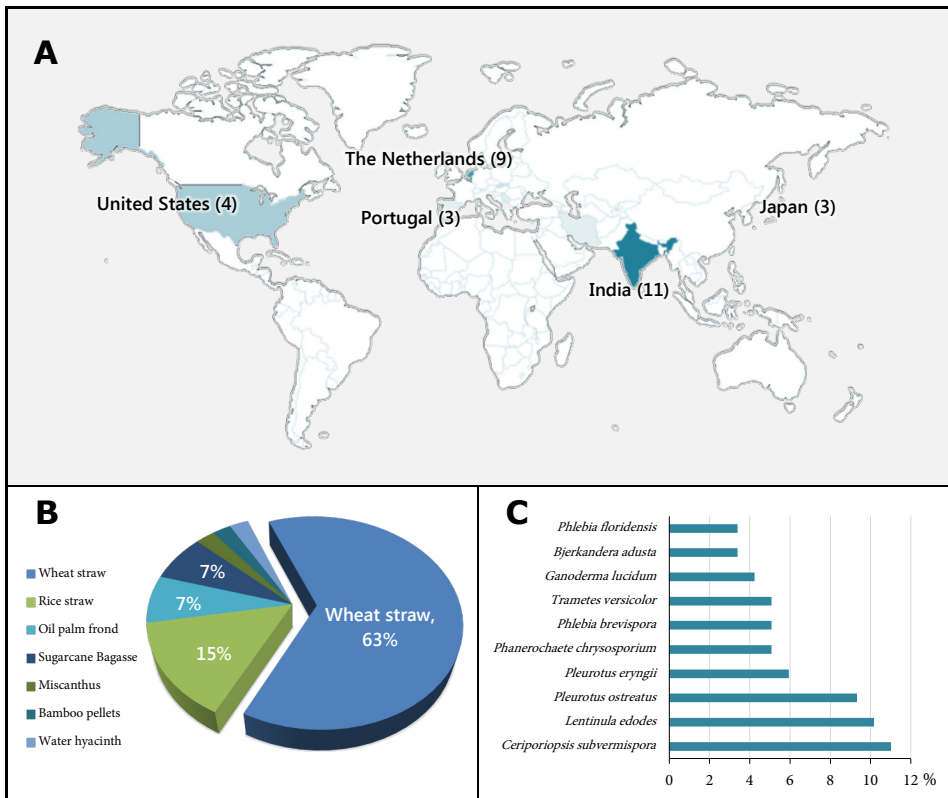 A
The Netherlands (9)
United States (4)
Portugal (3)
Japan (3)
India (11)
B
Wheat straw
Rice straw
Oil palm frond
Sugarcane Bagasse
Miscanthus
Bamboo pellets
Water hyacinth
7%
7%
15%
Wheat straw,
63%
C
Phlebia floridensis
Bjerkandera adusta
Ganoderma lucidum
Trametes versicolor
Phlebia brevispora
Phanerochaete chrysosporium
Pleurotus eryngii
Pleurotus ostreatus
Lentinula edodes
Ceriporiopsis subvermispora
0 2 4 6 8 10 12 %